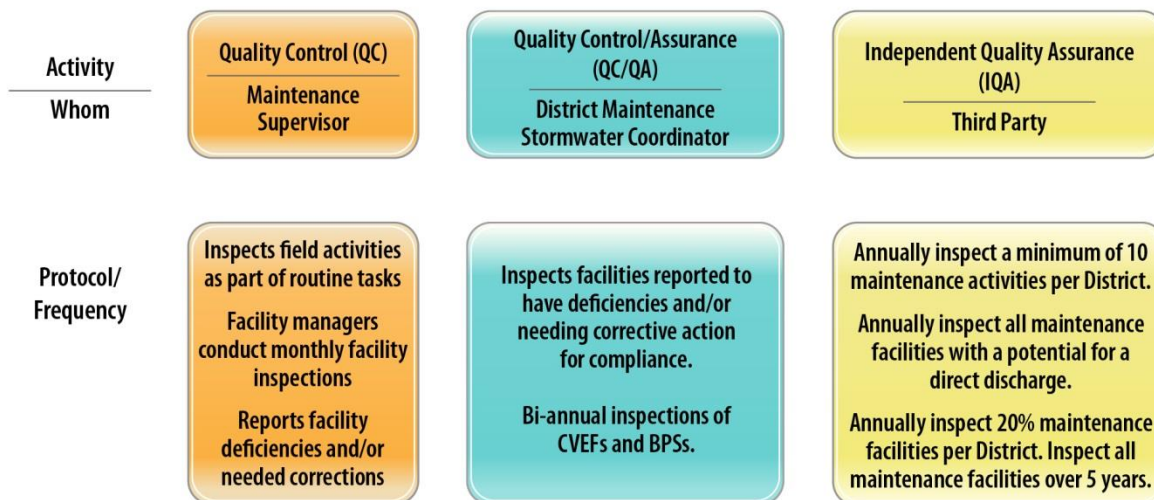 Activity
Whom
Quality Control (QC)
Maintenance
Supervisor
Quality Control/Assurance
(QC/QA)
District Maintenance
Stormwater Coordinator
Independent Quality Assurance
(IQA)
Third Party
Protocol/
Frequency
Inspects field activities
as part of routine tasks
Facility managers
conduct monthly facility
inspections
Reports facility
deficiencies and/or
needed corrections
Inspects facilities reported to
have deficiencies and/or
needing corrective action
for compliance.
Bi-annual inspections of
CVEFs and BPSs.
Annually inspect a minimum of 10
maintenance activities per District.
Annually inspect all maintenance
facilities with a potential for a
direct discharge.
Annually inspect 20% maintenance
facilities per District. Inspect all
maintenance facilities over 5 years.